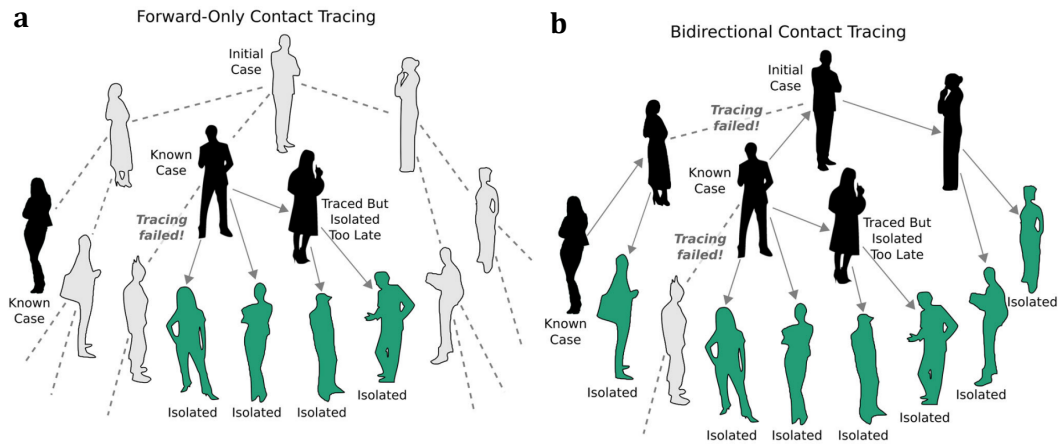 a
Forward-Only Contact Tracing
Initial
Case
Known
Case
Tracing
failed!
Traced But
Isolated
Too Late
Known
Case
Isolated
Isolated
Isolated
Isolated
b
Bidirectional Contact Tracing
Initial
Case
Tracing
failed!
Known
Case
Tracing
failed!
Traced But
Isolated
Too Late
Isolated
Known
Case
Isolated
Isolated
Isolated
Isolated
Isolated
Isolated